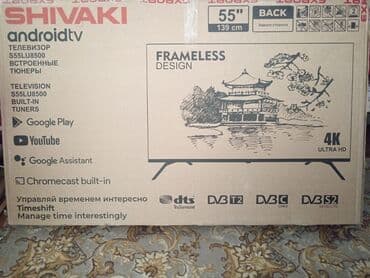 SHIVAKI
androidtv
ТЕЛЕВИЗОР
S55LU8500
ВСТРОЕННЫЕ
ТЮНЕРЫ
TELEVISION
S55LU8500
BUILT-IN
TUNERS
Google Play
YouTube
Google Assistant
Chromecast built-in
Управляй временем интересно
Timeshift
Manage time interestingly
55"
139 cm
BACK
FRAMELESS
DESIGN
4K
ULTRA HD
dts
TruSurround
DVB T2
DVB C
DVB S2